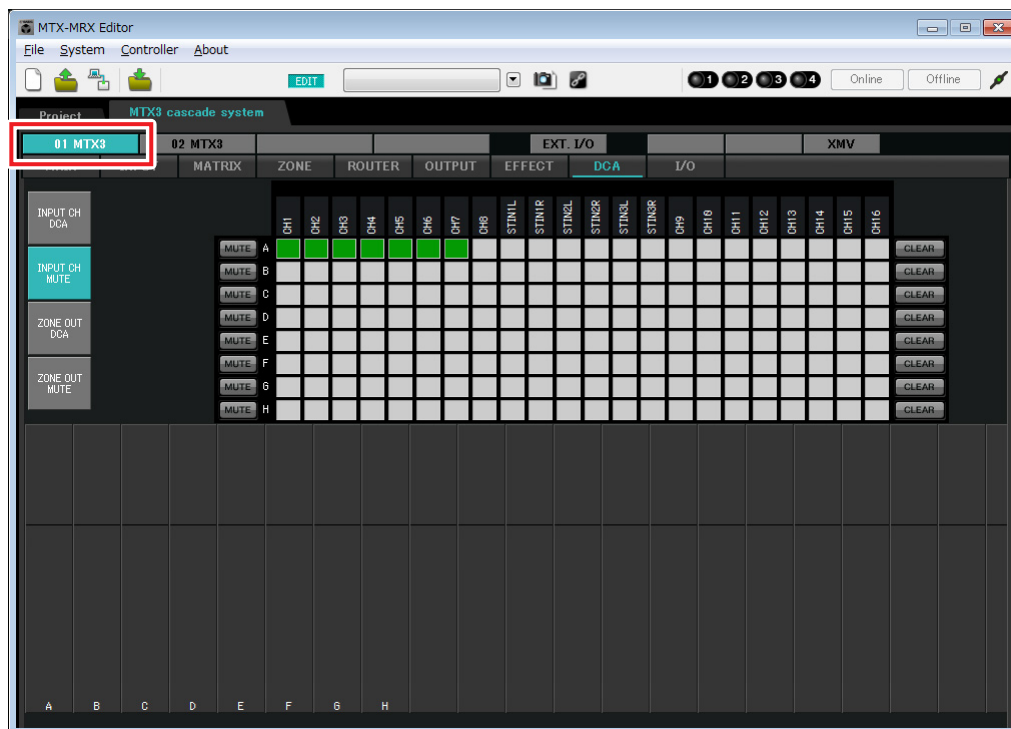 MTX-MRX Editor
File System Controller About
EDIT 1 2 3 4 Online Offline
Project MTX3 cascade system
01 MTX3 02 MTX3 EXT. I/O XMV
MATRIX ZONE ROUTER OUTPUT EFFECT DCA I/O
CH1 CH2 CH3 CH4 CH5 CH6 CH7 CH8 STIN1L STIN1R STIN2L STIN2R STIN3L STIN3R CH9 CH10 CH11 CH12 CH13 CH14 CH15 CH16
INPUT CH
DCA
INPUT CH
MUTE
ZONE OUT
DCA
ZONE OUT
MUTE
MUTE A CLEAR
MUTE B CLEAR
MUTE C CLEAR
MUTE D CLEAR
MUTE E CLEAR
MUTE F CLEAR
MUTE G CLEAR
MUTE H CLEAR
A B C D E F G H